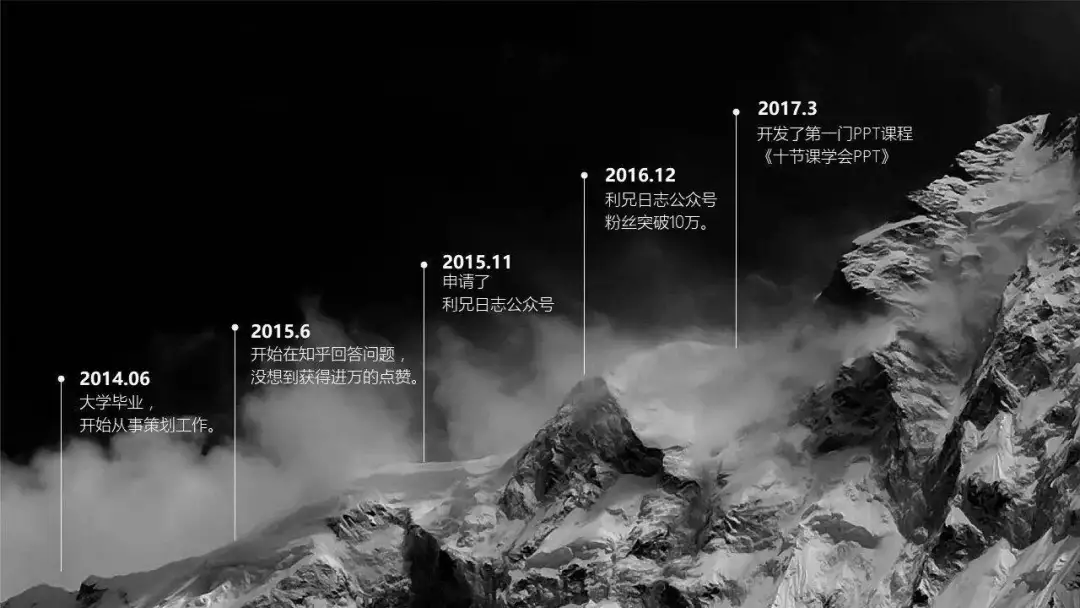 2017.3
开发了第一门PPT课程
《十节课学会PPT》
2016.12
利兄日志公众号
粉丝突破10万。
2015.11
申请了
利兄日志公众号
2015.6
开始在知乎回答问题，
没想到获得进万的点赞。
2014.06
大学毕业，
开始从事策划工作。